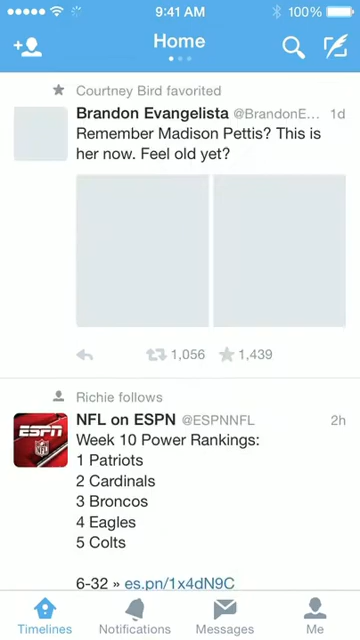 9:41 AM 100%
Home
Courtney Bird favorited
Brandon Evangelista @BrandonE... 1d
Remember Madison Pettis? This is
her now. Feel old yet?
1,056 1,439
Richie follows
NFL on ESPN @ESPNNFL 2h
ESPN
NFL
Week 10 Power Rankings:
1 Patriots
2 Cardinals
3 Broncos
4 Eagles
5 Colts
6-32 » es.pn/1x4dN9C
Timelines Notifications Messages Me